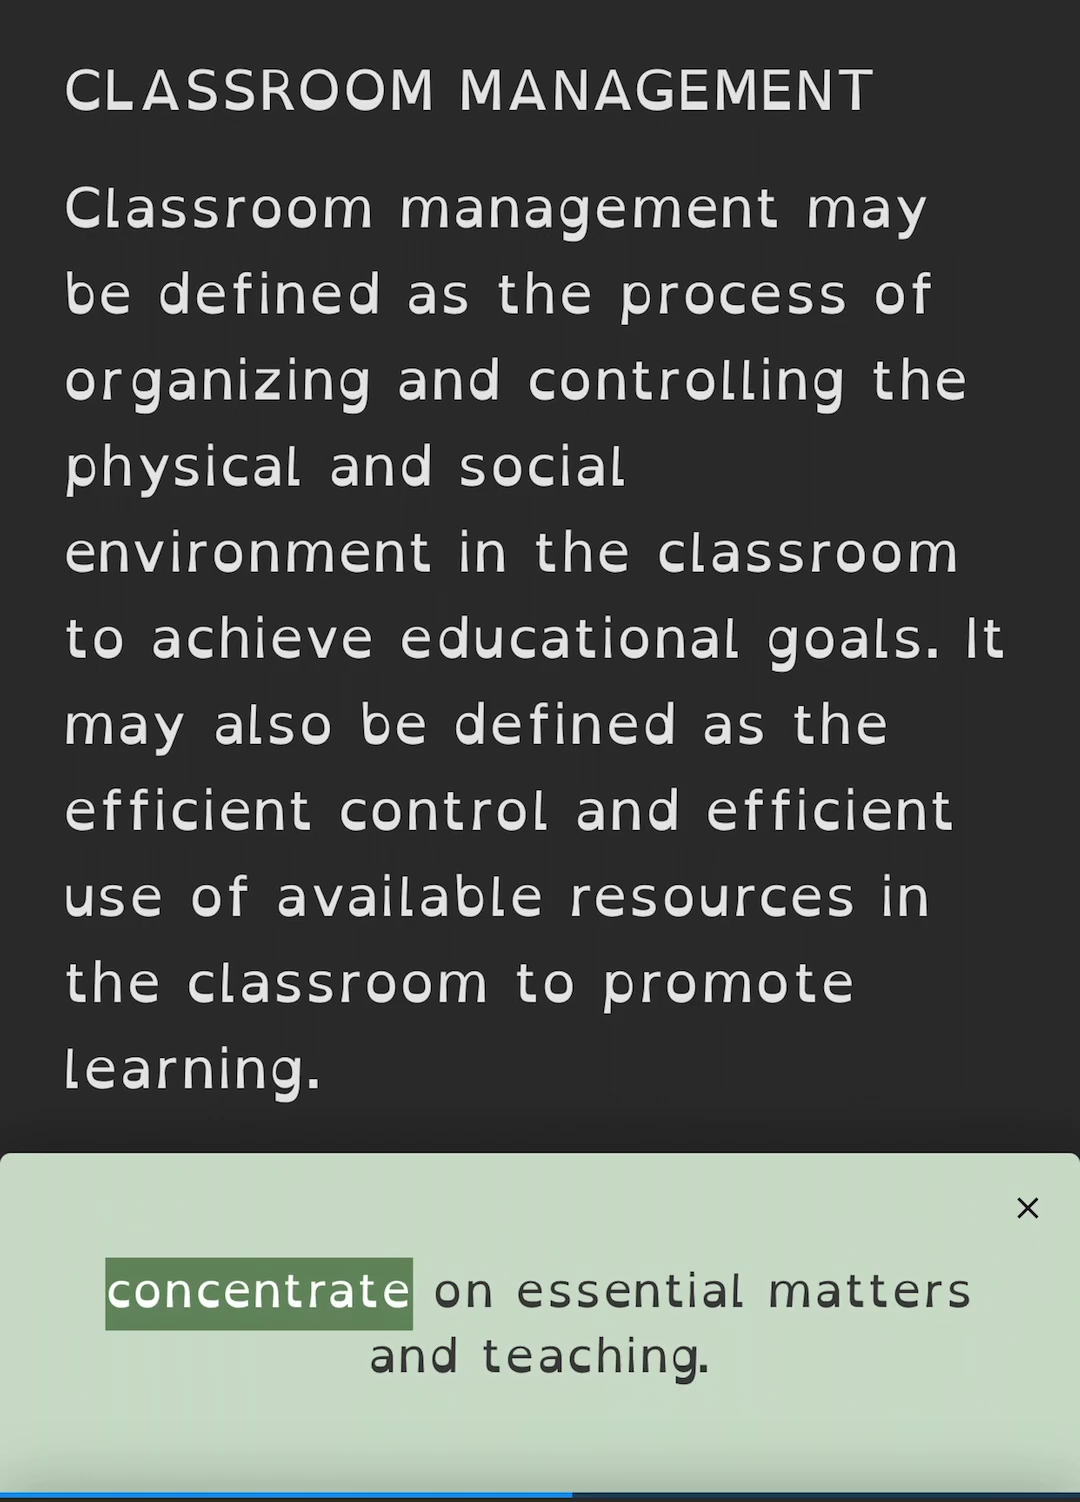 CLASSROOM MANAGEMENT
Classroom management may
be defined as the process of
organizing and controlling the
physical and social
environment in the classroom
to achieve educational goals. It
may also be defined as the
efficient control and efficient
use of available resources in
the classroom to promote
learning.
concentrate on essential matters
and teaching.